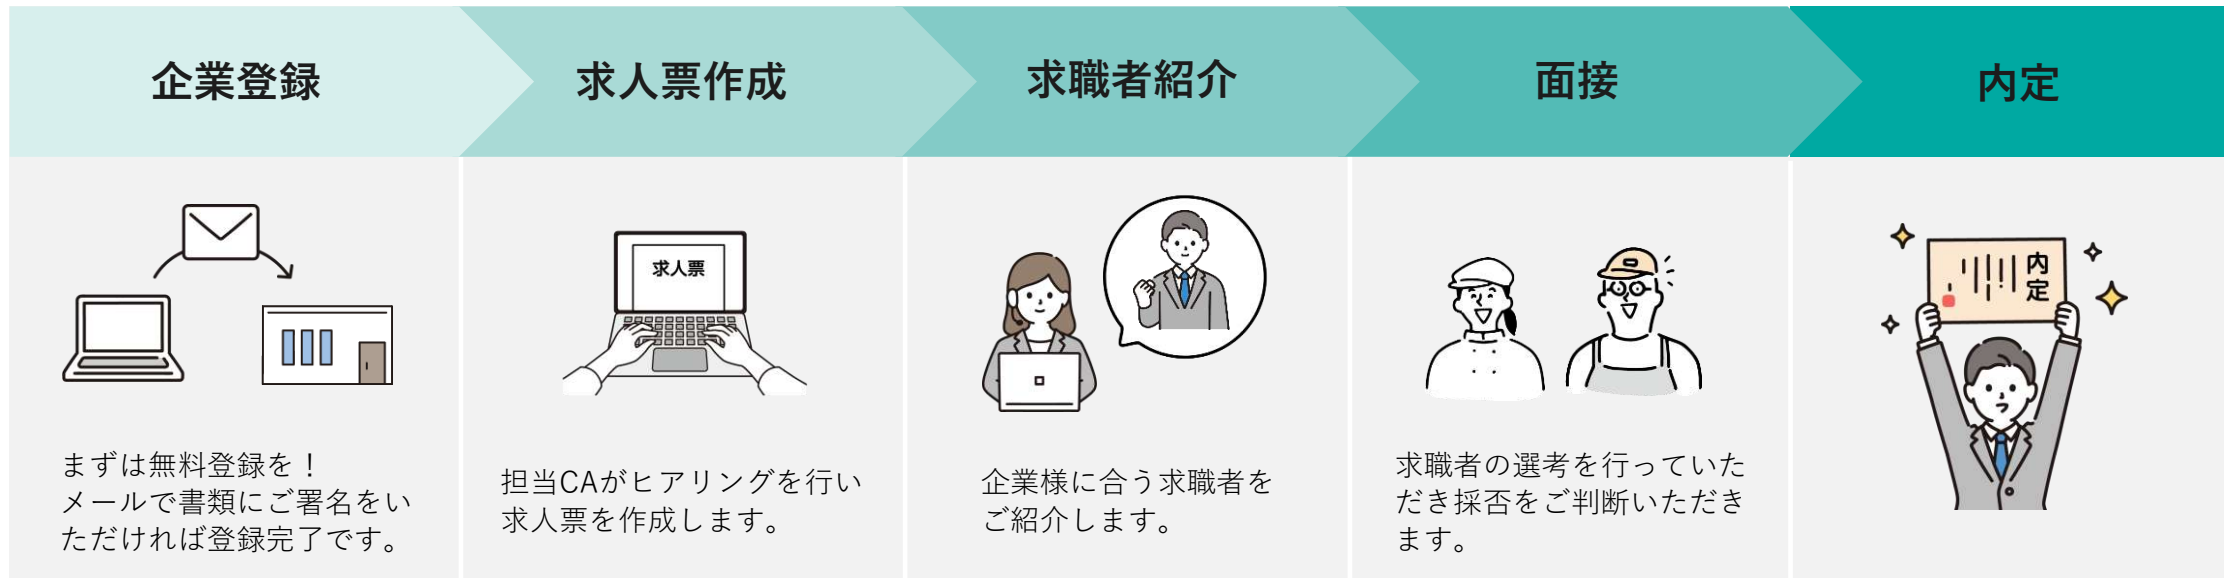 企業登録
求人票作成
求職者紹介
面接
内定
求人票
内定
まずは無料登録を！
メールで書類にご署名をい
ただければ登録完了です。
担当CAがヒアリングを行い
求人票を作成します。
企業様に合う求職者を
ご紹介します。
求職者の選考を行っていた
だき採否をご判断いただき
ます。